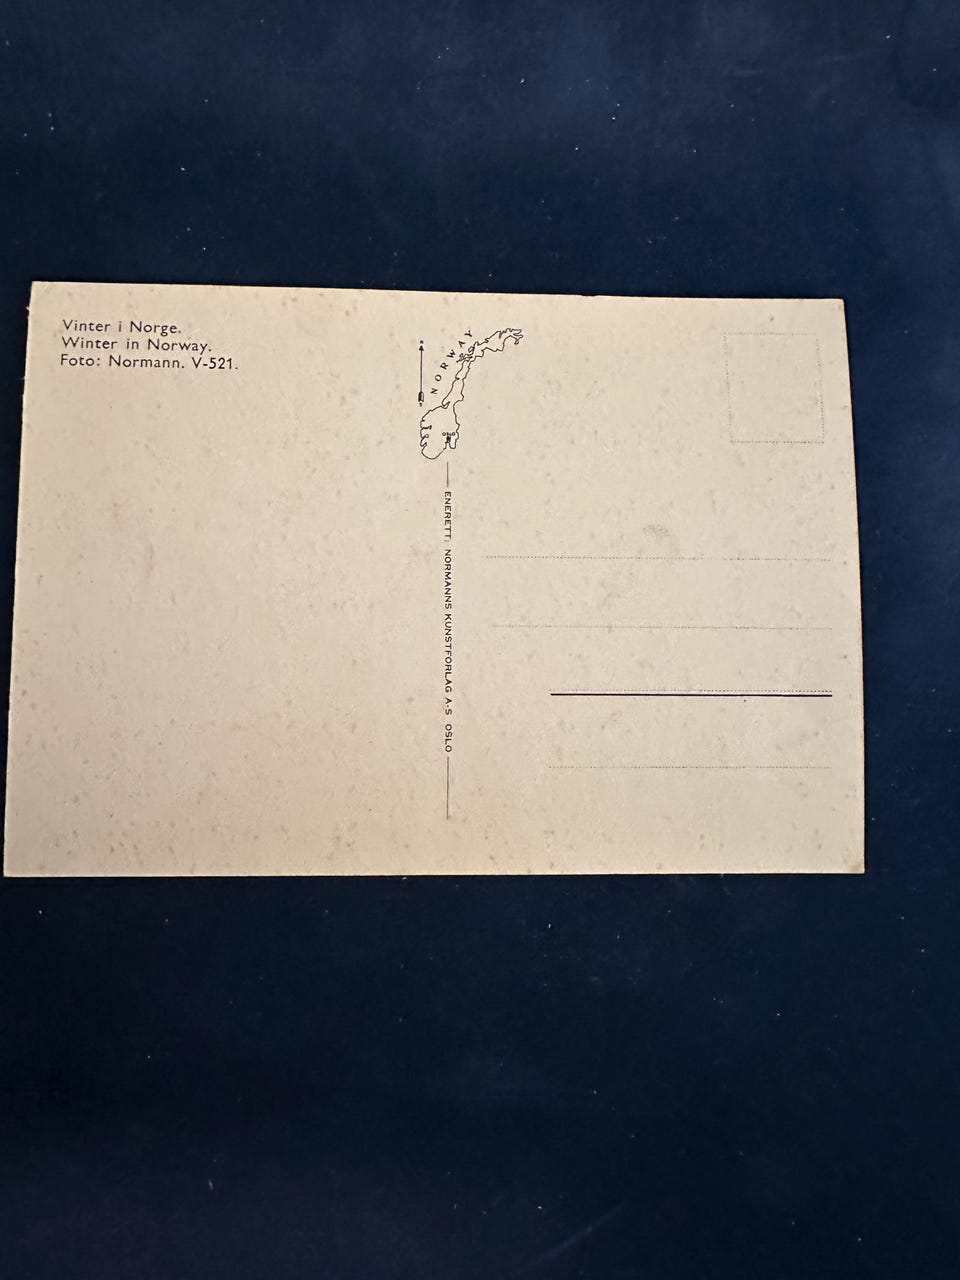 Vinter i Norge.
Winter in Norway.
Foto: Normann. V-521.
NORWAY
ENERETT: NORMANNS KUNSTFORLAG A-S OSLO